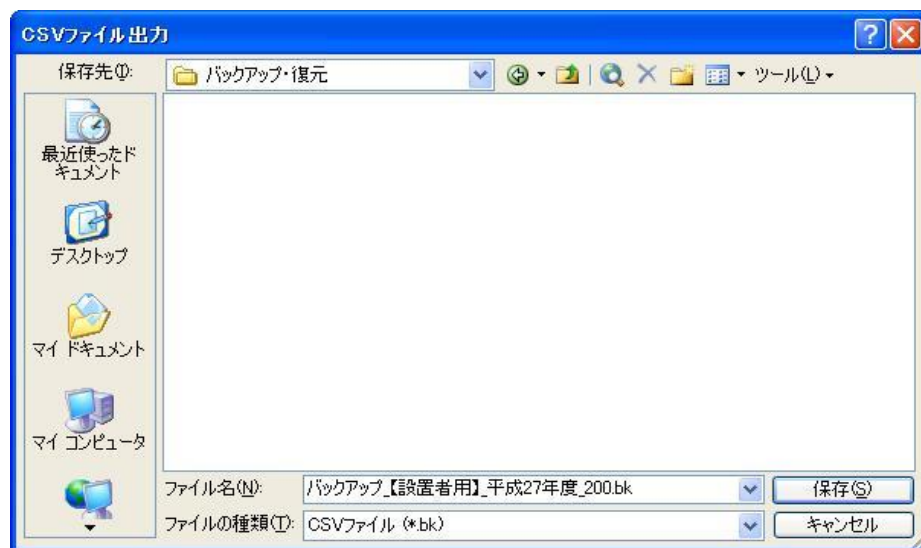 CSVファイル出力
保存先(I):
バックアップ・復元
ツール(L)
最近使ったド
キュメント
デスクトップ
マイ ドキュメント
マイ コンピュータ
ファイル名(N):
バックアップ_【設置者用】_平成27年度_200.bk
保存(S)
ファイルの種類(T):
CSVファイル (*.bk)
キャンセル